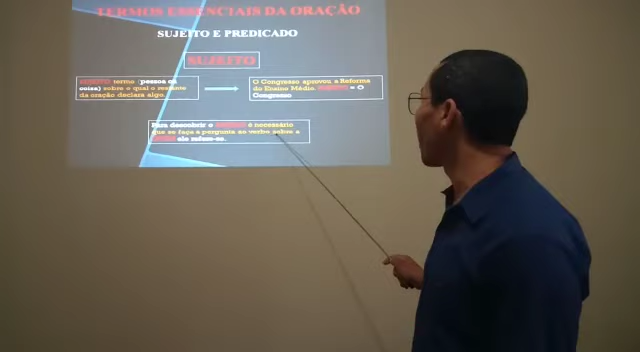 TERMOS ESSENCIAIS DA ORAÇÃO
SUJEITO E PREDICADO
SUJEITO
SUJEITO: termo (pessoa ou
coisa) sobre o qual o restante
da oração declara algo.
O Congresso aprovou a Reforma
do Ensino Médio. SUJEITO = O
Congresso
Para descobrir o SUJEITO é necessário
que se faça a pergunta ao verbo sobre a
ele refere-se.